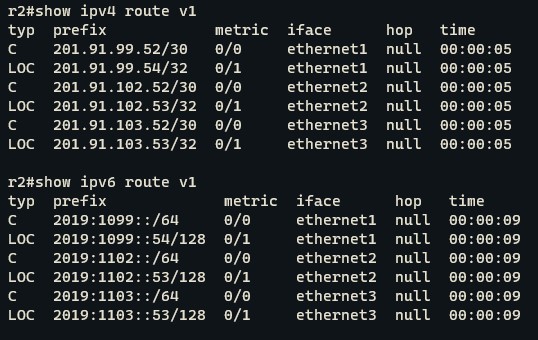 r2#show ipv4 route v1
typ  prefix            metric  iface      hop   time
C    201.91.99.52/30   0/0     ethernet1  null  00:00:05
LOC  201.91.99.54/32   0/1     ethernet1  null  00:00:05
C    201.91.102.52/30  0/0     ethernet2  null  00:00:05
LOC  201.91.102.53/32  0/1     ethernet2  null  00:00:05
C    201.91.103.52/30  0/0     ethernet3  null  00:00:05
LOC  201.91.103.53/32  0/1     ethernet3  null  00:00:05

r2#show ipv6 route v1
typ  prefix             metric  iface      hop   time
C    2019:1099::/64     0/0     ethernet1  null  00:00:09
LOC  2019:1099::54/128  0/1     ethernet1  null  00:00:09
C    2019:1102::/64     0/0     ethernet2  null  00:00:09
LOC  2019:1102::53/128  0/1     ethernet2  null  00:00:09
C    2019:1103::/64     0/0     ethernet3  null  00:00:09
LOC  2019:1103::53/128  0/1     ethernet3  null  00:00:09